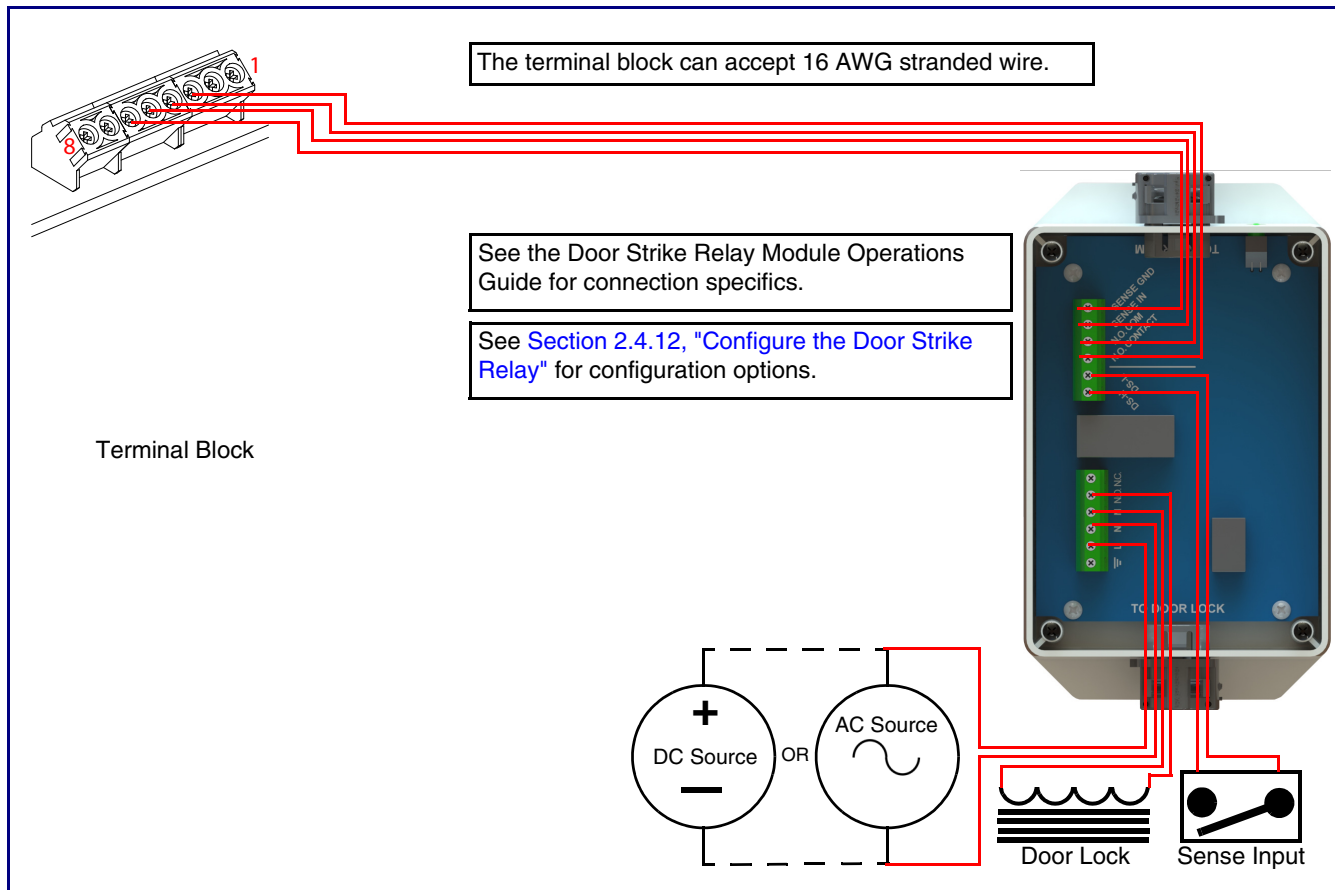 1
The terminal block can accept 16 AWG stranded wire.
8
See the Door Strike Relay Module Operations
Guide for connection specifics.
See Section 2.4.12, "Configure the Door Strike
Relay" for configuration options.
Terminal Block
SENSE GND
SENSE IN
N.O. COM
N.O. CONTACT
N.C.
N.O.
N
N
L
TO DOOR LOCK
+
DC Source
OR
AC Source
Door Lock
Sense Input